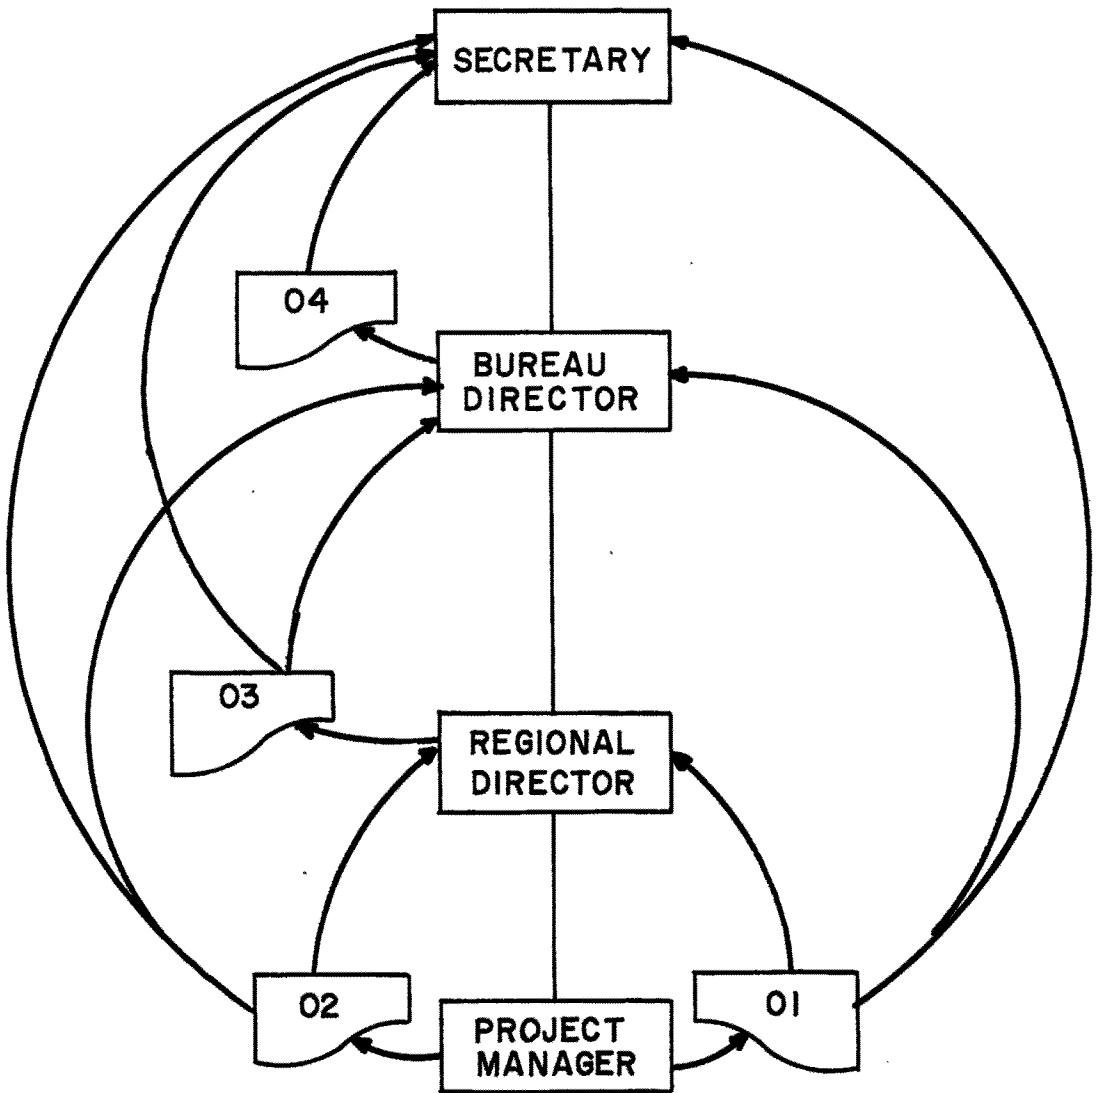 SECRETARY
04
BUREAU
DIRECTOR
03
REGIONAL
DIRECTOR
02
PROJECT
MANAGER
01